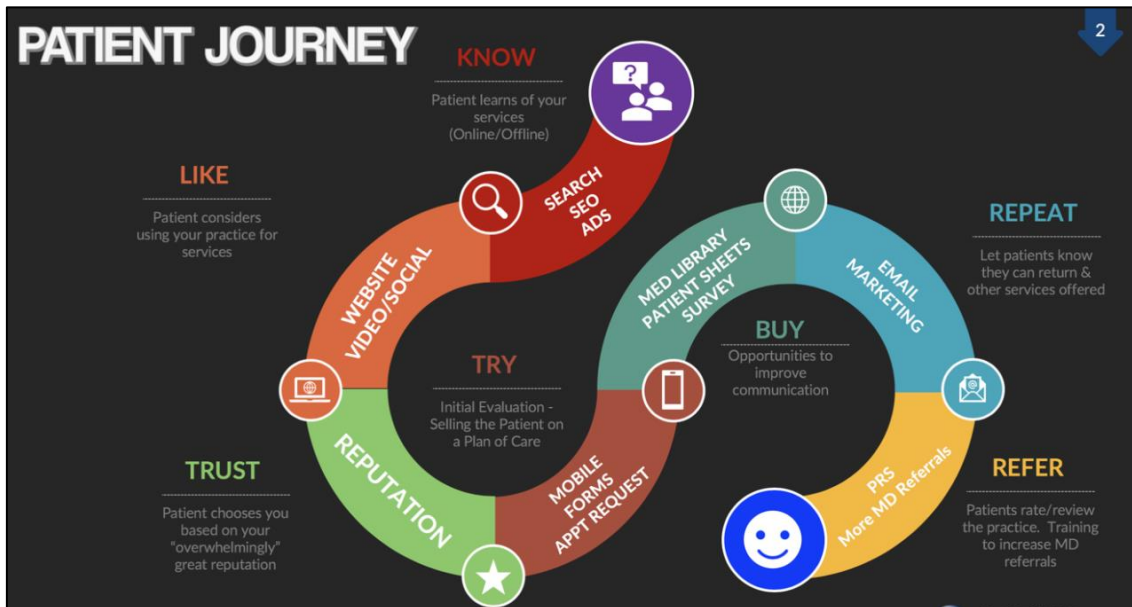 PATIENT JOURNEY
2
KNOW
Patient learns of your
services
(Online/Offline)
?
SEARCH
SEO
ADS
LIKE
Patient considers
using your practice for
services
WEBSITE
VIDEO/SOCIAL
TRUST
Patient chooses you
based on your
"overwhelmingly"
great reputation
REPUTATION
TRY
Initial Evaluation -
Selling the Patient on
a Plan of Care
MOBILE
FORMS
APPT REQUEST
MED LIBRARY
PATIENT SHEETS
SURVEY
BUY
Opportunities to
improve
communication
EMAIL
MARKETING
REPEAT
Let patients know
they can return &
other services offered
@
REFER
Patients rate/review
the practice. Training
to increase MD
referrals
PRS
More MD Referrals